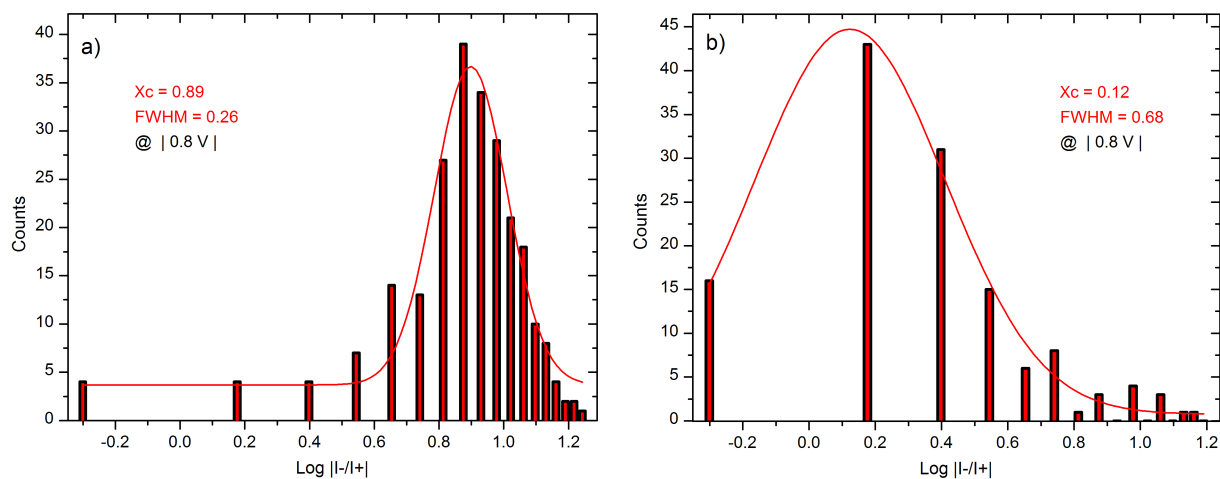 a)
Xc = 0.89
FWHM = 0.26
@ | 0.8 V |
Counts
40
35
30
25
20
15
10
5
0
-0.2 0.0 0.2 0.4 0.6 0.8 1.0 1.2
Log |I-/I+|
b)
Xc = 0.12
FWHM = 0.68
@ | 0.8 V |
Counts
45
40
35
30
25
20
15
10
5
0
-0.2 0.0 0.2 0.4 0.6 0.8 1.0 1.2
Log |I-/I+|